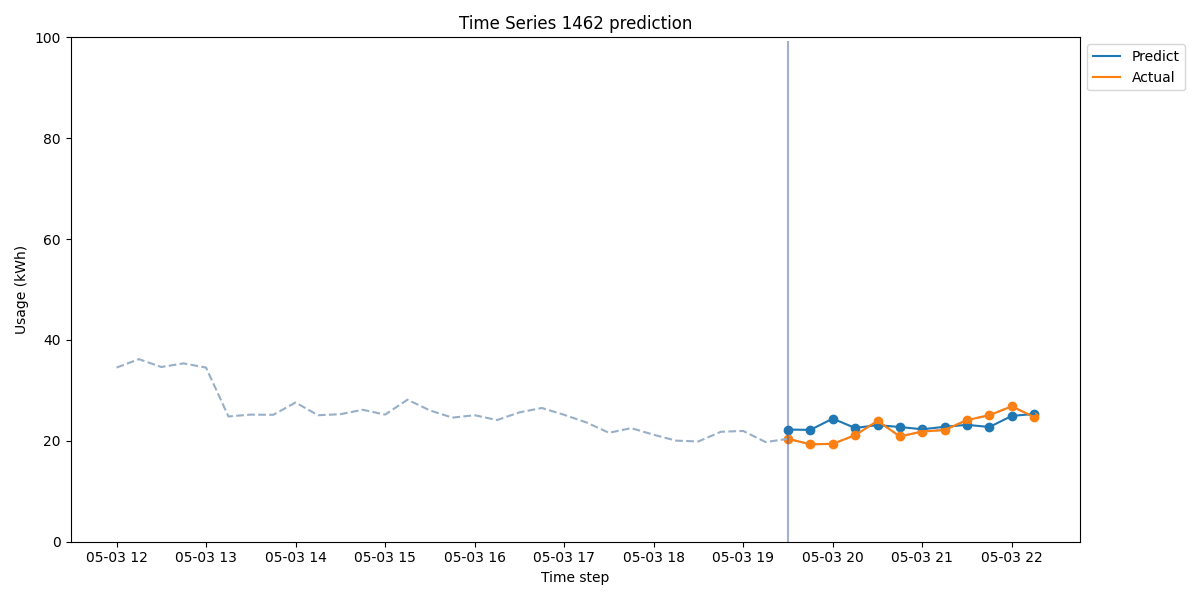 Time Series 1462 prediction
Predict
Actual
Usage (kWh)
100
80
60
40
20
0
05-03 12 05-03 13 05-03 14 05-03 15 05-03 16 05-03 17 05-03 18 05-03 19 05-03 20 05-03 21 05-03 22
Time step